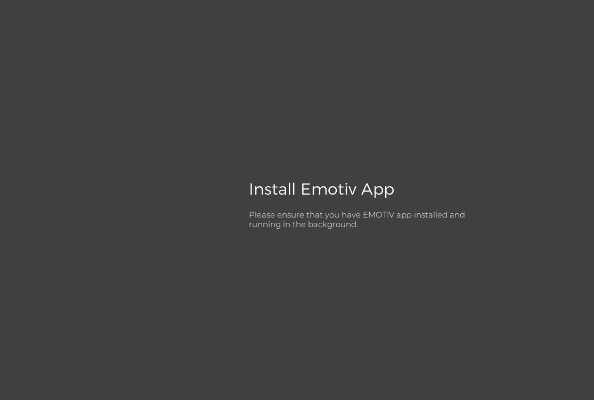 Install Emotiv App
Please ensure that you have EMOTIV app installed and
running in the background.